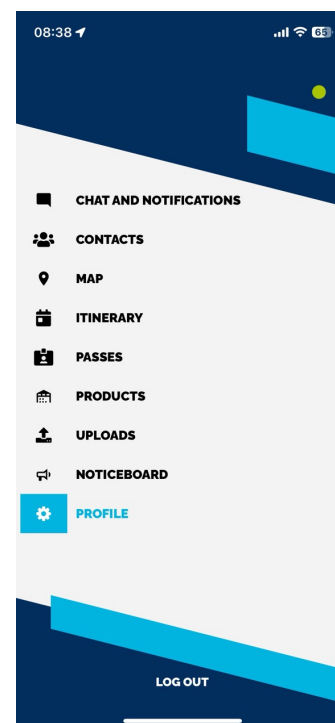 08:38
65
CHAT AND NOTIFICATIONS
CONTACTS
MAP
ITINERARY
PASSES
PRODUCTS
UPLOADS
NOTICEBOARD
PROFILE
LOG OUT